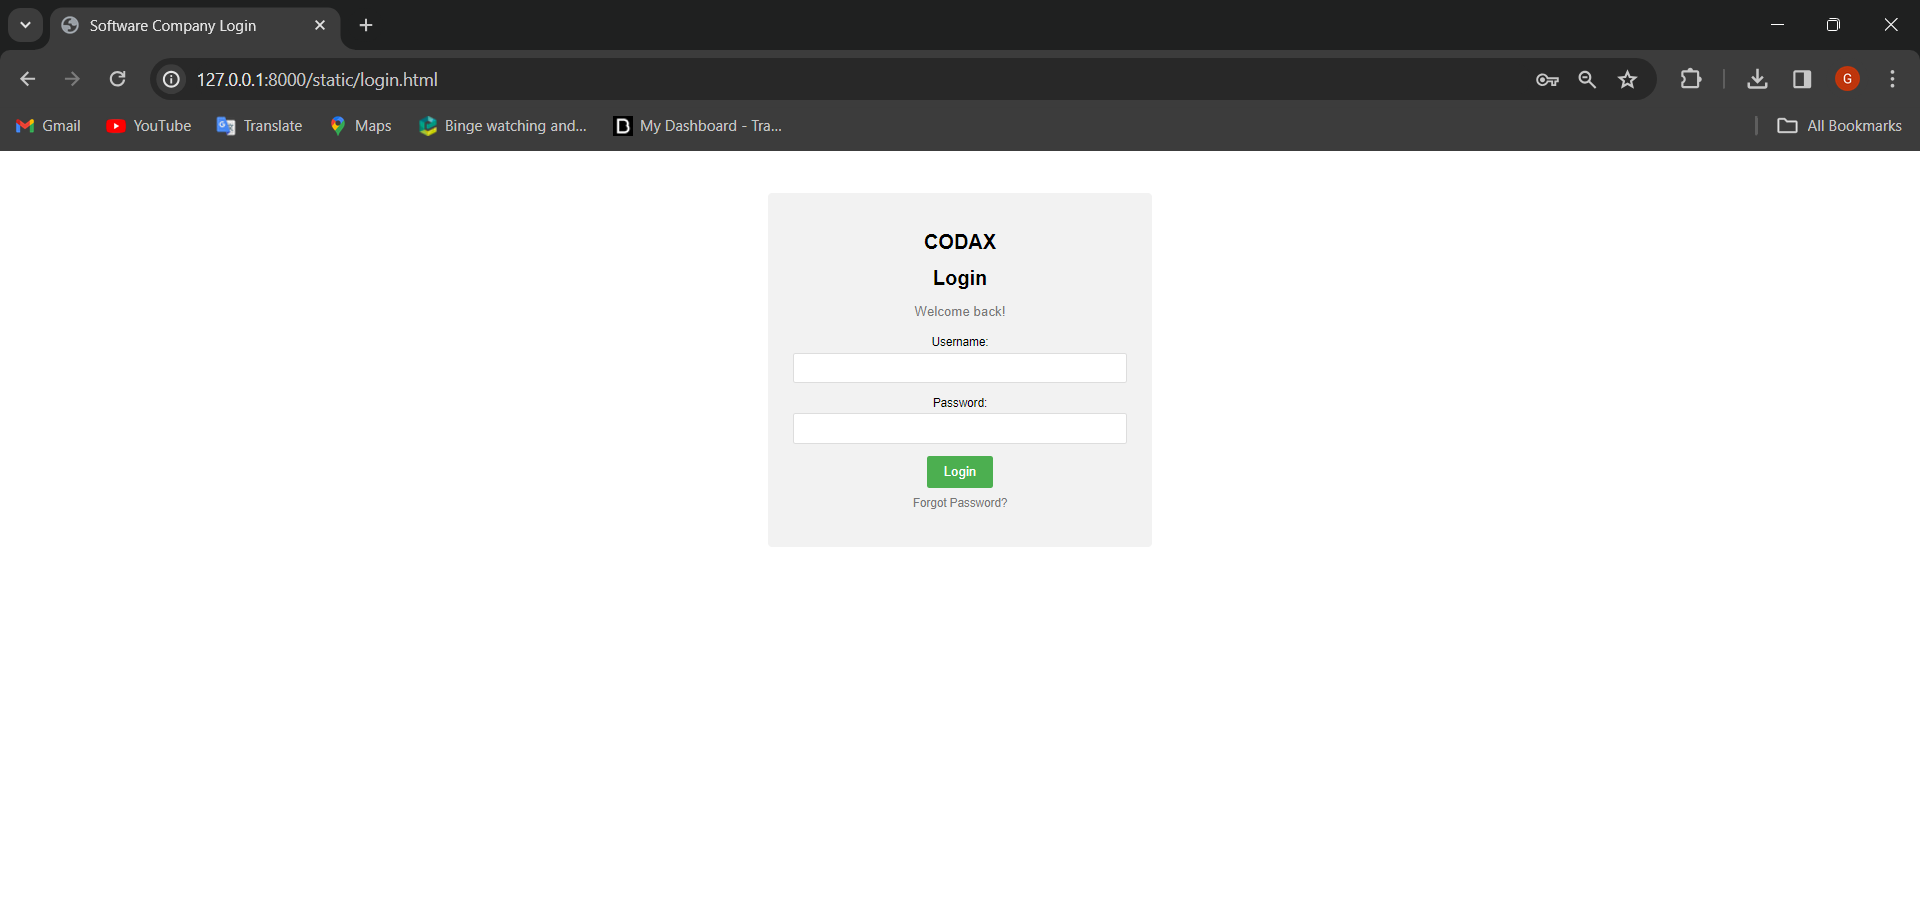 Software Company Login
127.0.0.1:8000/static/login.html
G
Gmail
YouTube
Translate
Maps
Binge watching and...
My Dashboard - Tra...
All Bookmarks
CODAX
Login
Welcome back!
Username:
Password:
Login
Forgot Password?